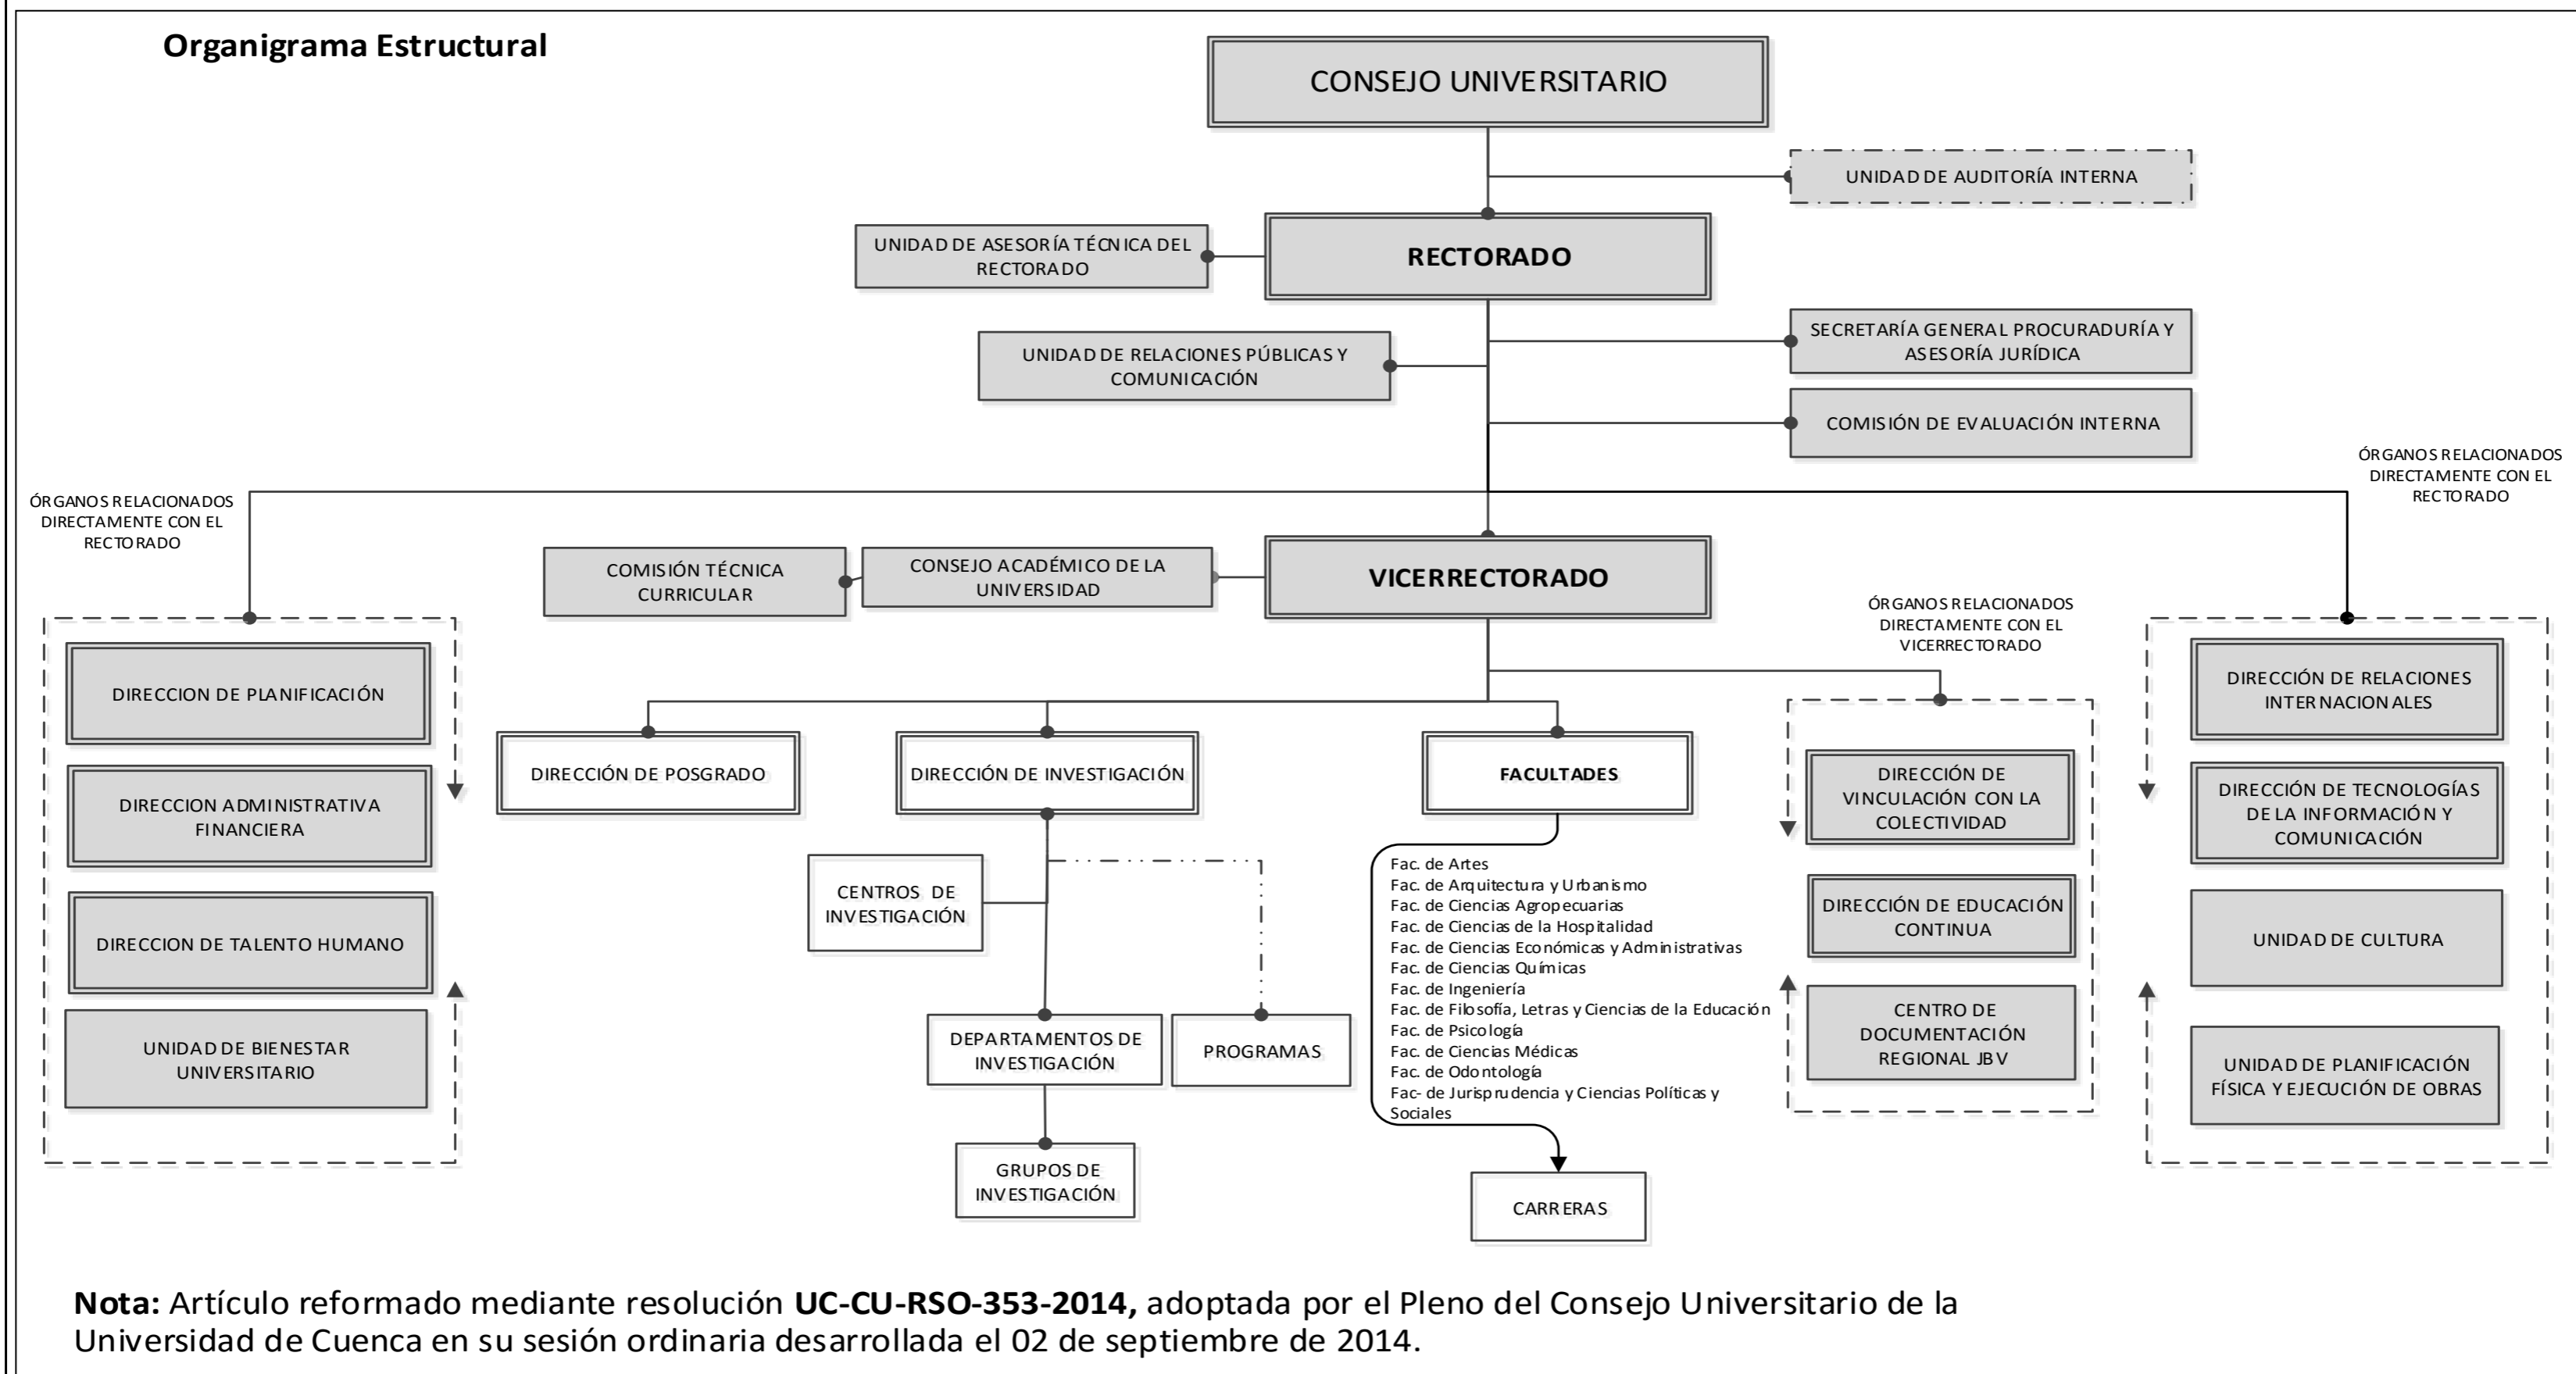 Organigrama Estructural
CONSEJO UNIVERSITARIO
UNIDAD DE AUDITORÍA INTERNA
UNIDAD DE ASESORÍA TÉCNICA DEL
RECTORADO
RECTORADO
UNIDAD DE RELACIONES PÚBLICAS Y
COMUNICACIÓN
SECRETARÍA GENERAL PROCURADURÍA Y
ASESORÍA JURÍDICA
COMISIÓN DE EVALUACIÓN INTERNA
ÓRGANOS RELACIONADOS
DIRECTAMENTE CON EL
RECTORADO
ÓRGANOS RELACIONADOS
DIRECTAMENTE CON EL
RECTORADO
COMISIÓN TÉCNICA
CURRICULAR
CONSEJO ACADÉMICO DE LA
UNIVERSIDAD
VICERRECTORADO
ÓRGANOS RELACIONADOS
DIRECTAMENTE CON EL
VICERRECTORADO
DIRECCION DE PLANIFICACIÓN
DIRECCION ADMINISTRATIVA
FINANCIERA
DIRECCION DE TALENTO HUMANO
UNIDAD DE BIENESTAR
UNIVERSITARIO
DIRECCIÓN DE POSGRADO
DIRECCIÓN DE INVESTIGACIÓN
CENTROS DE
INVESTIGACIÓN
DEPARTAMENTOS DE
INVESTIGACIÓN
PROGRAMAS
GRUPOS DE
INVESTIGACIÓN
FACULTADES
Fac. de Artes
Fac. de Arquitectura y Urbanismo
Fac. de Ciencias Agropecuarias
Fac. de Ciencias de la Hospitalidad
Fac. de Ciencias Económicas y Administrativas
Fac. de Ciencias Químicas
Fac. de Ingeniería
Fac. de Filosofía, Letras y Ciencias de la Educación
Fac. de Psicología
Fac. de Ciencias Médicas
Fac. de Odontología
Fac- de Jurisprudencia y Ciencias Políticas y
Sociales
CARRERAS
DIRECCIÓN DE
VINCULACIÓN CON LA
COLECTIVIDAD
DIRECCIÓN DE EDUCACIÓN
CONTINUA
CENTRO DE
DOCUMENTACIÓN
REGIONAL JBV
DIRECCIÓN DE RELACIONES
INTERNACIONALES
DIRECCIÓN DE TECNOLOGÍAS
DE LA INFORMACIÓN Y
COMUNICACIÓN
UNIDAD DE CULTURA
UNIDAD DE PLANIFICACIÓN
FÍSICA Y EJECUCIÓN DE OBRAS
Nota: Artículo reformado mediante resolución UC-CU-RSO-353-2014, adoptada por el Pleno del Consejo Universitario de la
Universidad de Cuenca en su sesión ordinaria desarrollada el 02 de septiembre de 2014.